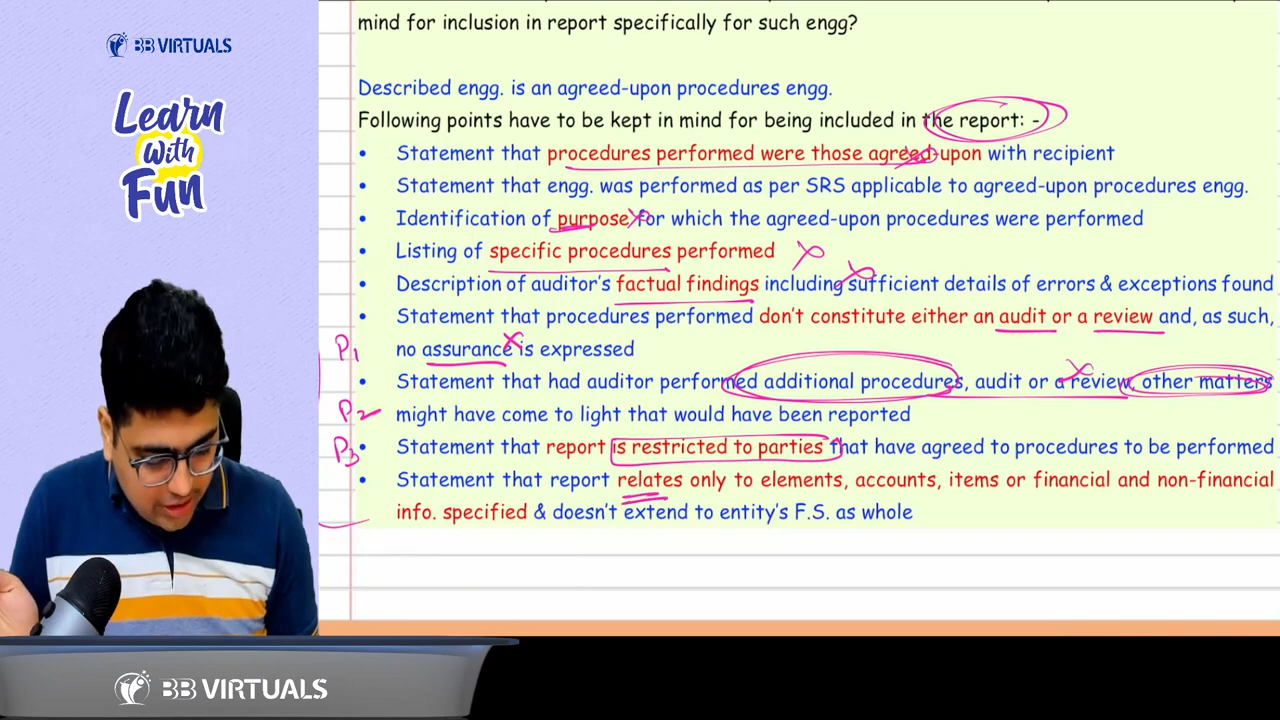 BB VIRTUALS
Learn
With
Fun
mind for inclusion in report specifically for such engg?
Described engg. is an agreed-upon procedures engg.
Following points have to be kept in mind for being included in the report: -
• Statement that procedures performed were those agreed-upon with recipient
• Statement that engg. was performed as per SRS applicable to agreed-upon procedures engg.
• Identification of purpose for which the agreed-upon procedures were performed
• Listing of specific procedures performed
• Description of auditor's factual findings including sufficient details of errors & exceptions found
• Statement that procedures performed don't constitute either an audit or a review and, as such,
P1 no assurance is expressed
• Statement that had auditor performed additional procedures, audit or a review, other matters
P2 might have come to light that would have been reported
P3 • Statement that report is restricted to parties that have agreed to procedures to be performed
• Statement that report relates only to elements, accounts, items or financial and non-financial
info. specified & doesn't extend to entity's F.S. as whole
BB VIRTUALS